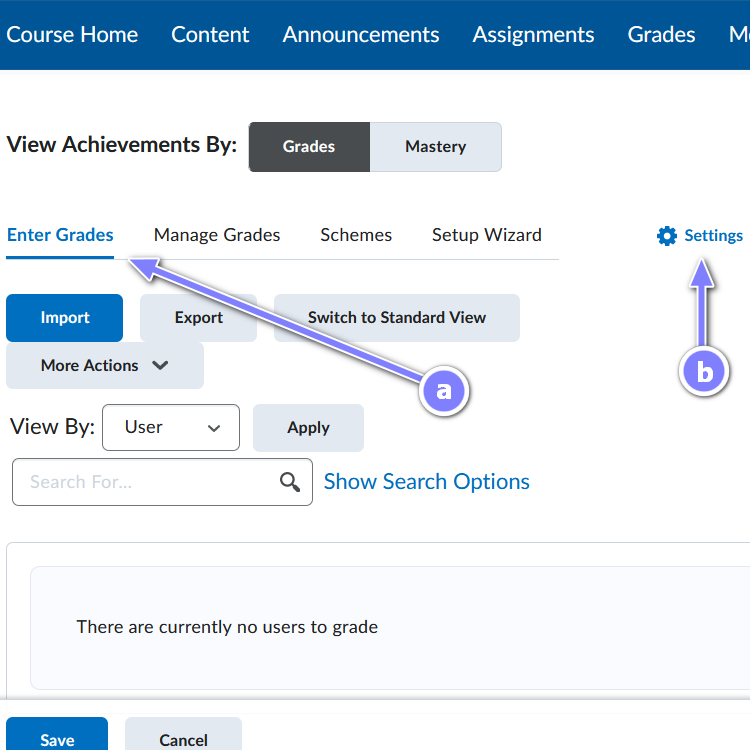 Course Home Content Announcements Assignments Grades
View Achievements By: Grades Mastery
Enter Grades Manage Grades Schemes Setup Wizard Settings
Import Export Switch to Standard View
More Actions
a b
View By: User Apply
Search For... Show Search Options
There are currently no users to grade
Save Cancel